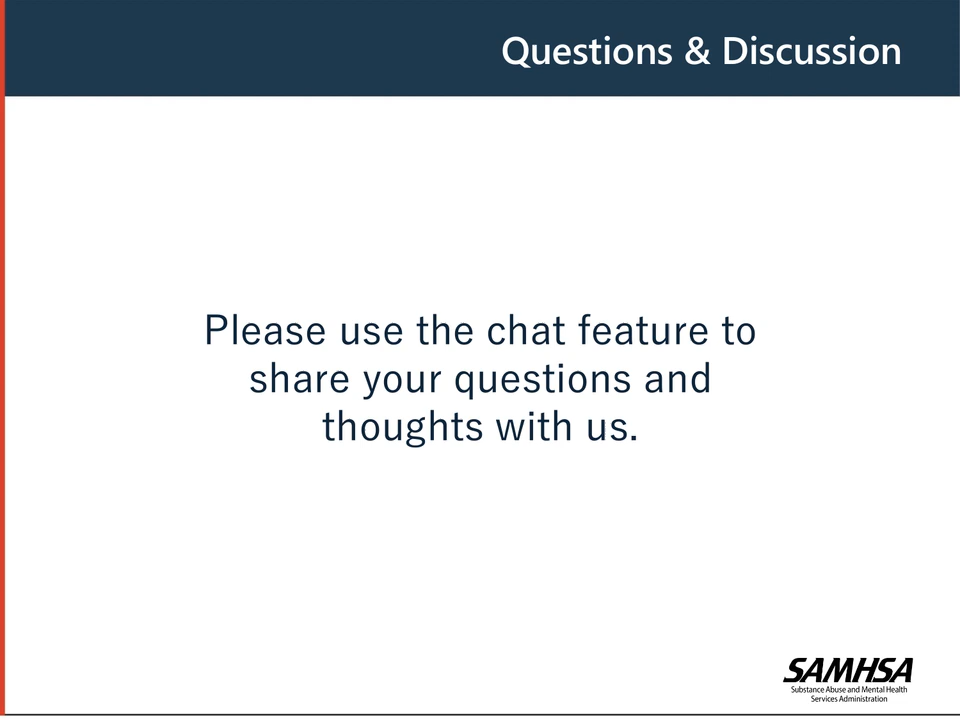 Questions & Discussion
Please use the chat feature to
share your questions and
thoughts with us.
SAMHSA
Substance Abuse and Mental Health
Services Administration